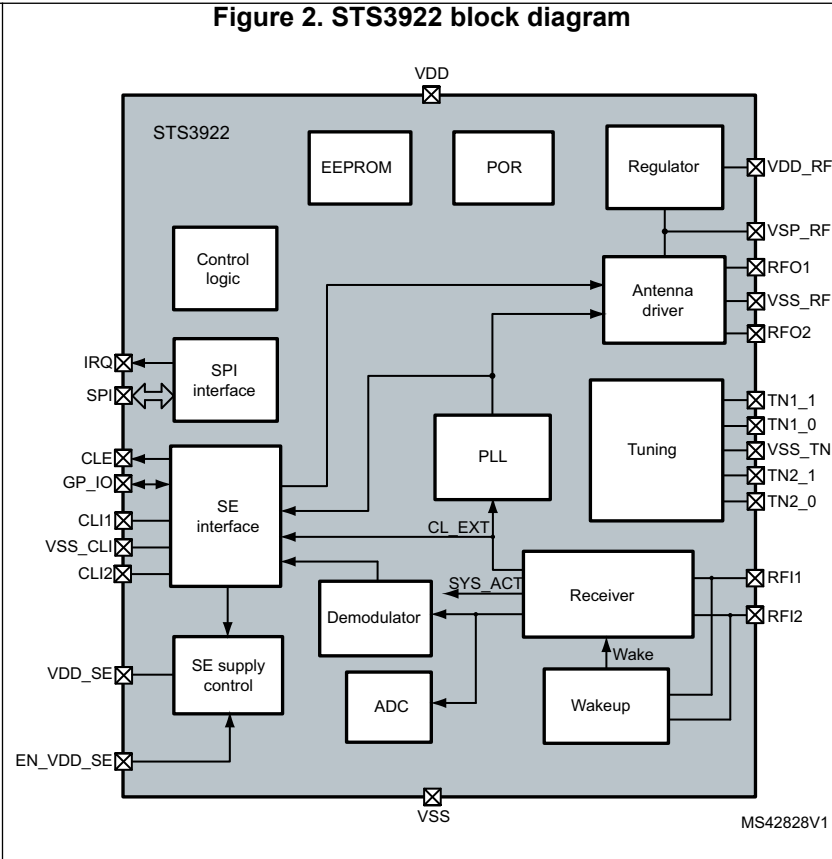 Figure 2. STS3922 block diagram
VDD
STS3922
EEPROM
POR
Regulator
VDD_RF
VSP_RF
Control
logic
Antenna
driver
RFO1
VSS_RF
RFO2
IRQ
SPI
SPI
interface
TN1_1
TN1_0
VSS_TN
TN2_1
TN2_0
Tuning
PLL
CLE
GP_IO
CLI1
VSS_CLI
CLI2
SE
interface
CL_EXT
SYS_ACT
Receiver
RFI1
RFI2
Demodulator
Wake
VDD_SE
SE supply
control
ADC
Wakeup
EN_VDD_SE
VSS
MS42828V1